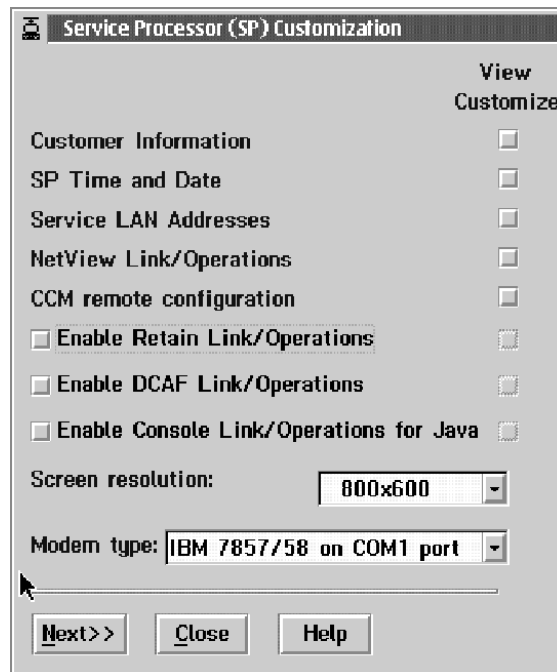 Service Processor (SP) Customization
View
Customize
Customer Information
SP Time and Date
Service LAN Addresses
NetView Link/Operations
CCM remote configuration
Enable Retain Link/Operations
Enable DCAF Link/Operations
Enable Console Link/Operations for Java
Screen resolution: 800x600
Modem type: IBM 7857/58 on COM1 port
Next>> Close Help